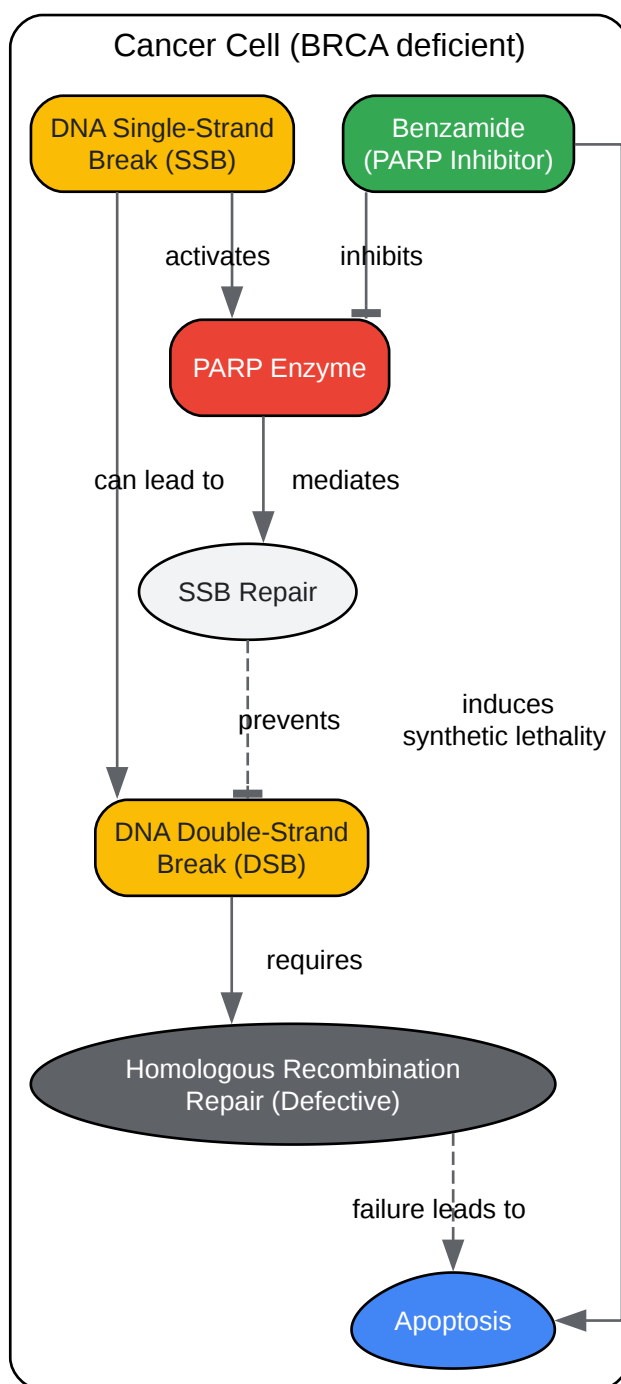 Cancer Cell (BRCA deficient)
DNA Single-Strand
Break (SSB)
Benzamide
(PARP Inhibitor)
activates
inhibits
PARP Enzyme
can lead to
mediates
SSB Repair
prevents
induces
synthetic lethality
DNA Double-Strand
Break (DSB)
requires
Homologous Recombination
Repair (Defective)
failure leads to
Apoptosis